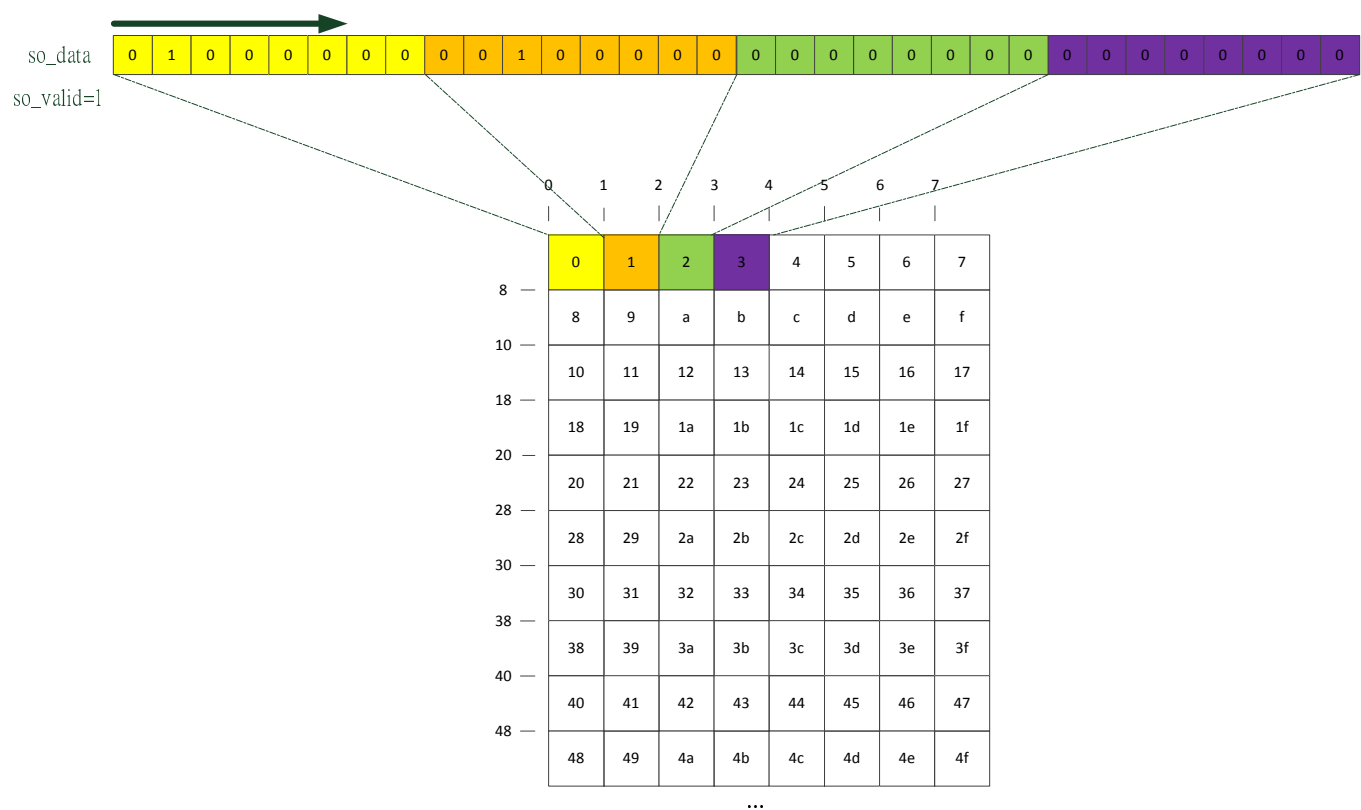 so_data 0 1 0 0 0 0 0 0 0 0 1 0 0 0 0 0 0 0 0 0 0 0 0 0 0 0 0 0 0 0 0 0
so_valid=1
0 1 2 3 4 5 6 7
0 1 2 3 4 5 6 7
8
8 9 a b c d e f
10
10 11 12 13 14 15 16 17
18
18 19 1a 1b 1c 1d 1e 1f
20
20 21 22 23 24 25 26 27
28
28 29 2a 2b 2c 2d 2e 2f
30
30 31 32 33 34 35 36 37
38
38 39 3a 3b 3c 3d 3e 3f
40
40 41 42 43 44 45 46 47
48
48 49 4a 4b 4c 4d 4e 4f
...